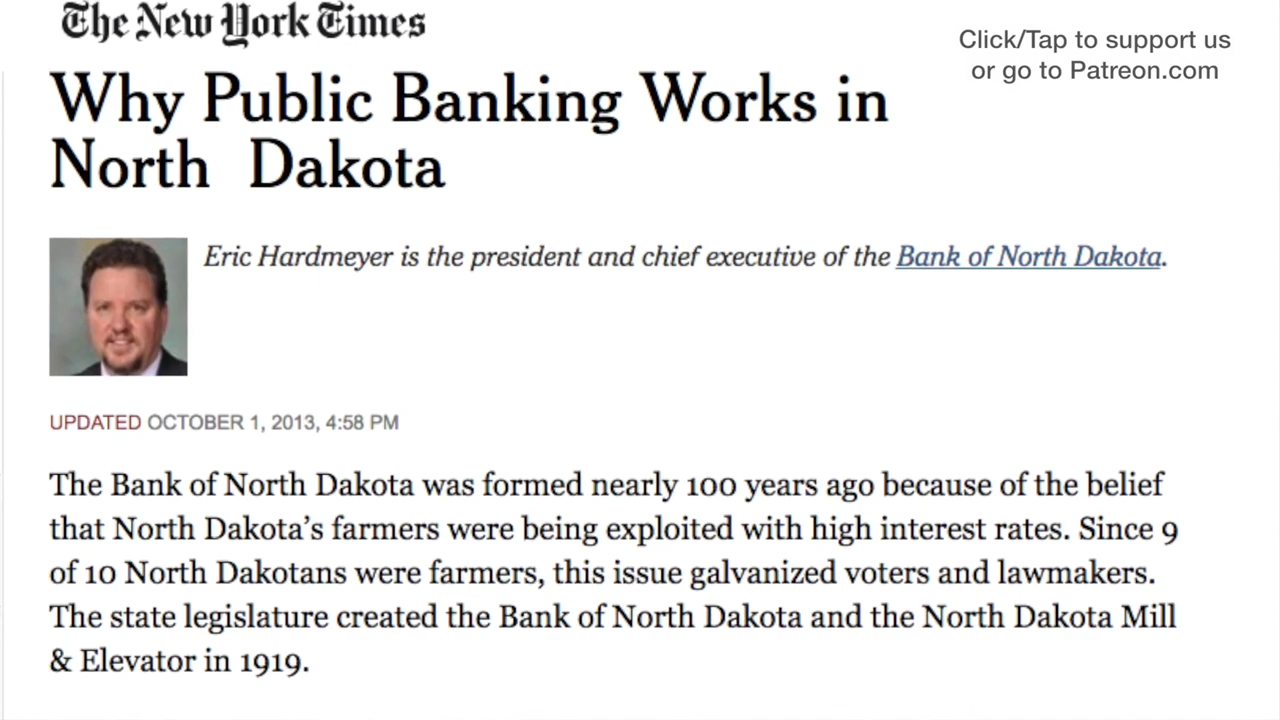 The New York Times
Click/Tap to support us
or go to Patreon.com
Why Public Banking Works in
North Dakota
Eric Hardmeyer is the president and chief executive of the Bank of North Dakota.
UPDATED OCTOBER 1, 2013, 4:58 PM
The Bank of North Dakota was formed nearly 100 years ago because of the belief
that North Dakota’s farmers were being exploited with high interest rates. Since 9
of 10 North Dakotans were farmers, this issue galvanized voters and lawmakers.
The state legislature created the Bank of North Dakota and the North Dakota Mill
& Elevator in 1919.